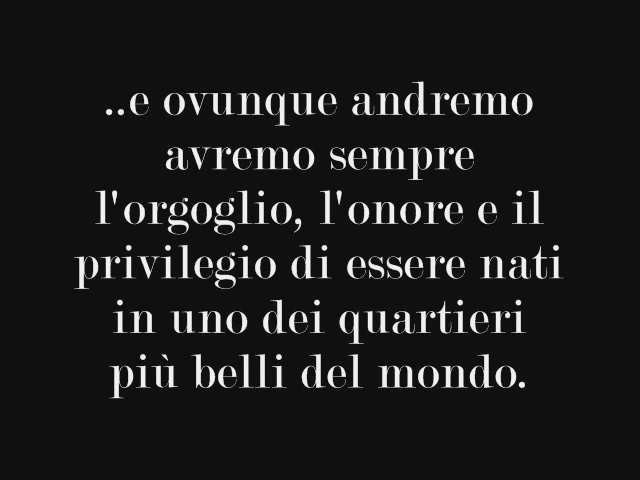 ..e ovunque andremo
avremo sempre
l'orgoglio, l'onore e il
privilegio di essere nati
in uno dei quartieri
più belli del mondo.